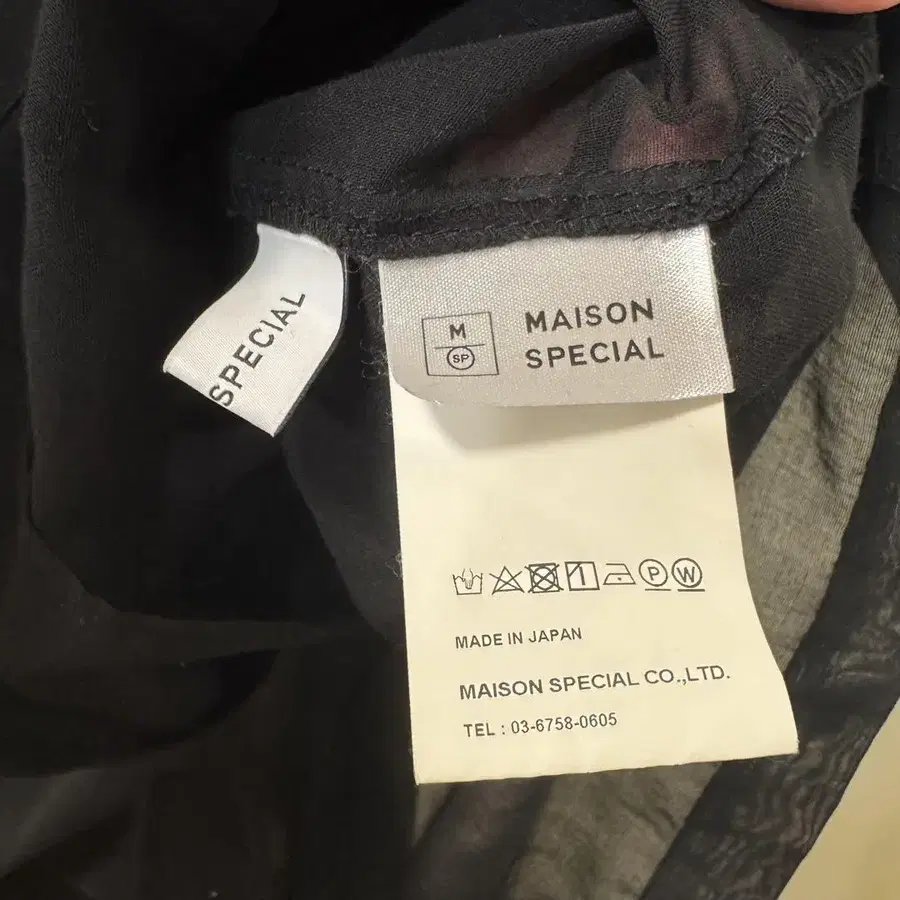 SPECIAL
M
SP
MAISON
SPECIAL
P W
MADE IN JAPAN
MAISON SPECIAL CO.,LTD.
TEL : 03-6758-0605